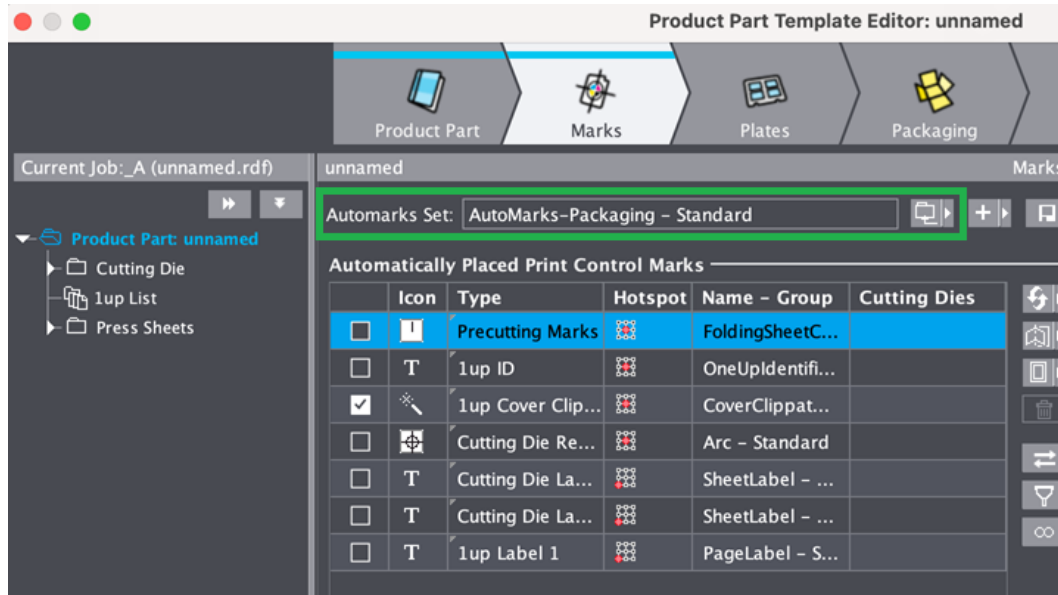 Product Part Template Editor: unnamed
Product Part
Marks
Plates
Packaging
Current Job:_A (unnamed.rdf)
unnamed
Marks
Automarks Set: AutoMarks-Packaging - Standard
Product Part: unnamed
Cutting Die
1up List
Press Sheets
Automatically Placed Print Control Marks
Icon Type Hotspot Name - Group Cutting Dies
Precutting Marks FoldingSheetC...
T 1up ID OneUpIdentifi...
1up Cover Clip... CoverClippat...
Cutting Die Re... Arc - Standard
T Cutting Die La... SheetLabel - ...
T Cutting Die La... SheetLabel - ...
T 1up Label 1 PageLabel - S...